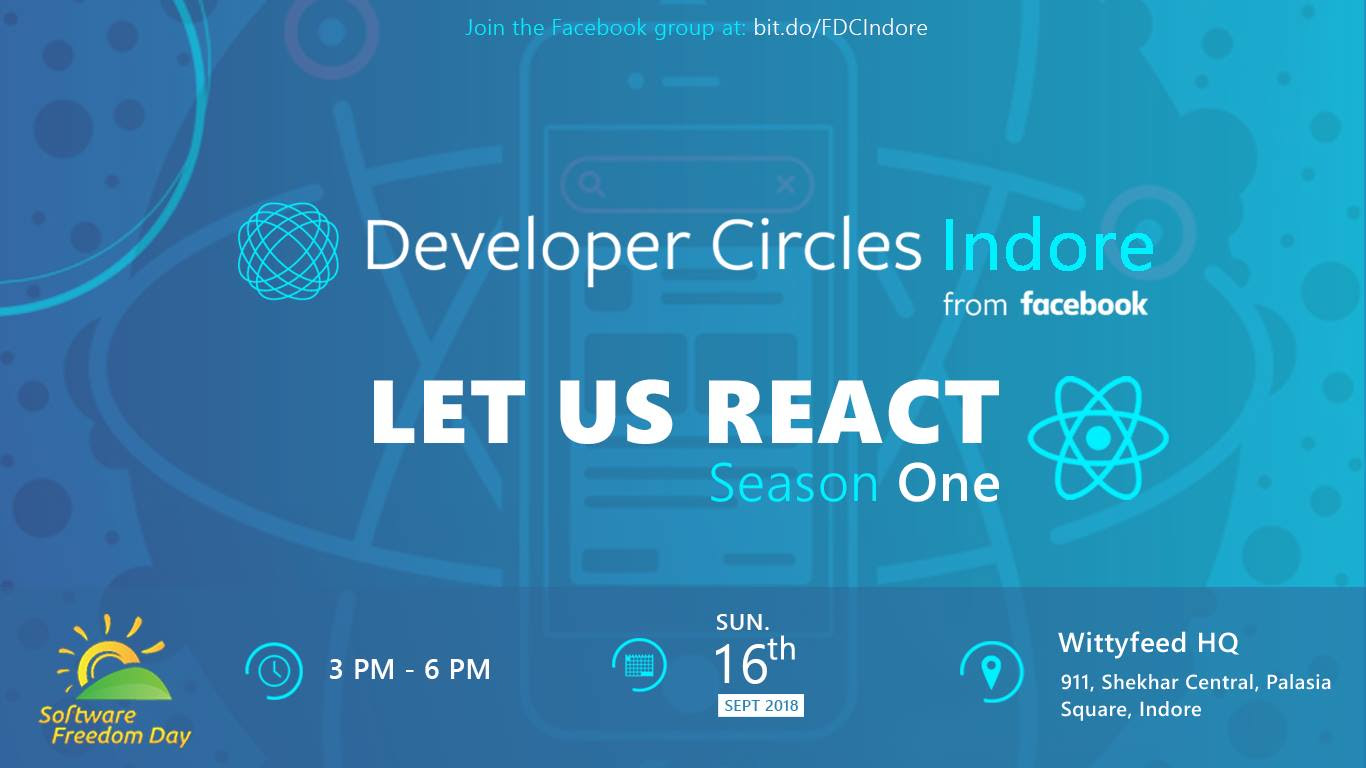 Join the Facebook group at: bit.do/FDCIndore
Developer Circles Indore
from facebook
LET US REACT
Season One
Software
Freedom Day
3 PM - 6 PM
SUN.
16th
SEPT 2018
Wittyfeed HQ
911, Shekhar Central, Palasia
Square, Indore